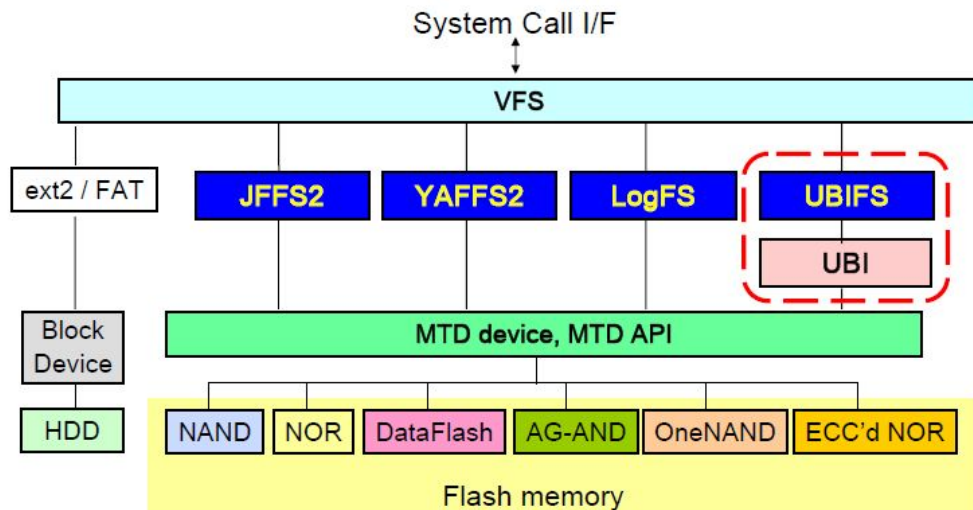 System Call I/F
VFS
ext2 / FAT
JFFS2
YAFFS2
LogFS
UBIFS
UBI
Block
Device
MTD device, MTD API
HDD
NAND
NOR
DataFlash
AG-AND
OneNAND
ECC'd NOR
Flash memory